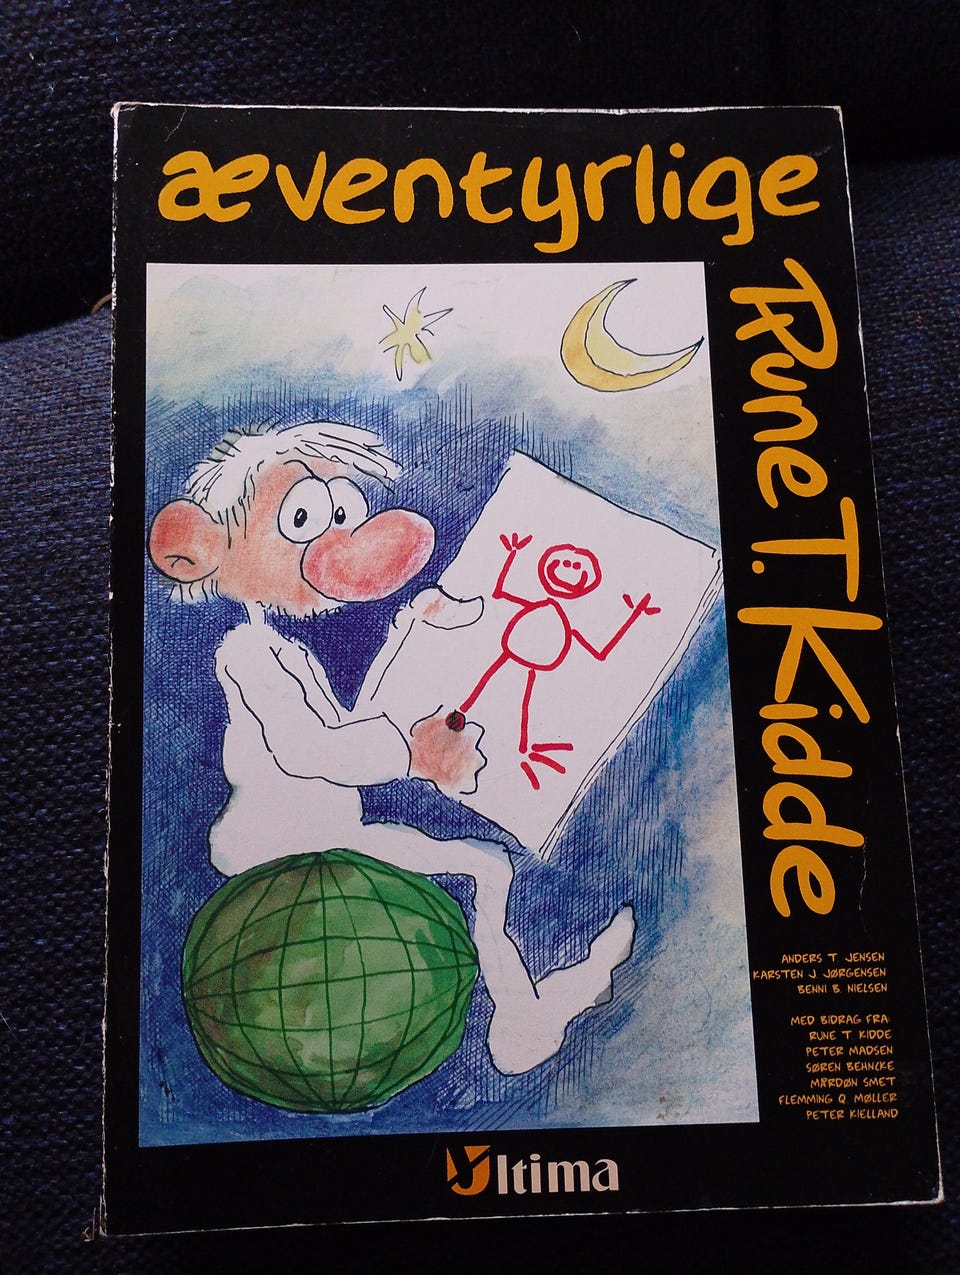 æventyrlige
Rune T. Kidde
ANDERS T. JENSEN
KARSTEN J JØRGENSEN
BENNI B. NIELSEN
MED BIDRAG FRA:
RUNE T. KIDDE
PETER MADSEN
SØREN BEHNCKE
MÅRDØN SMET
FLEMMING Q. MØLLER
PETER KIELLAND
Ultima